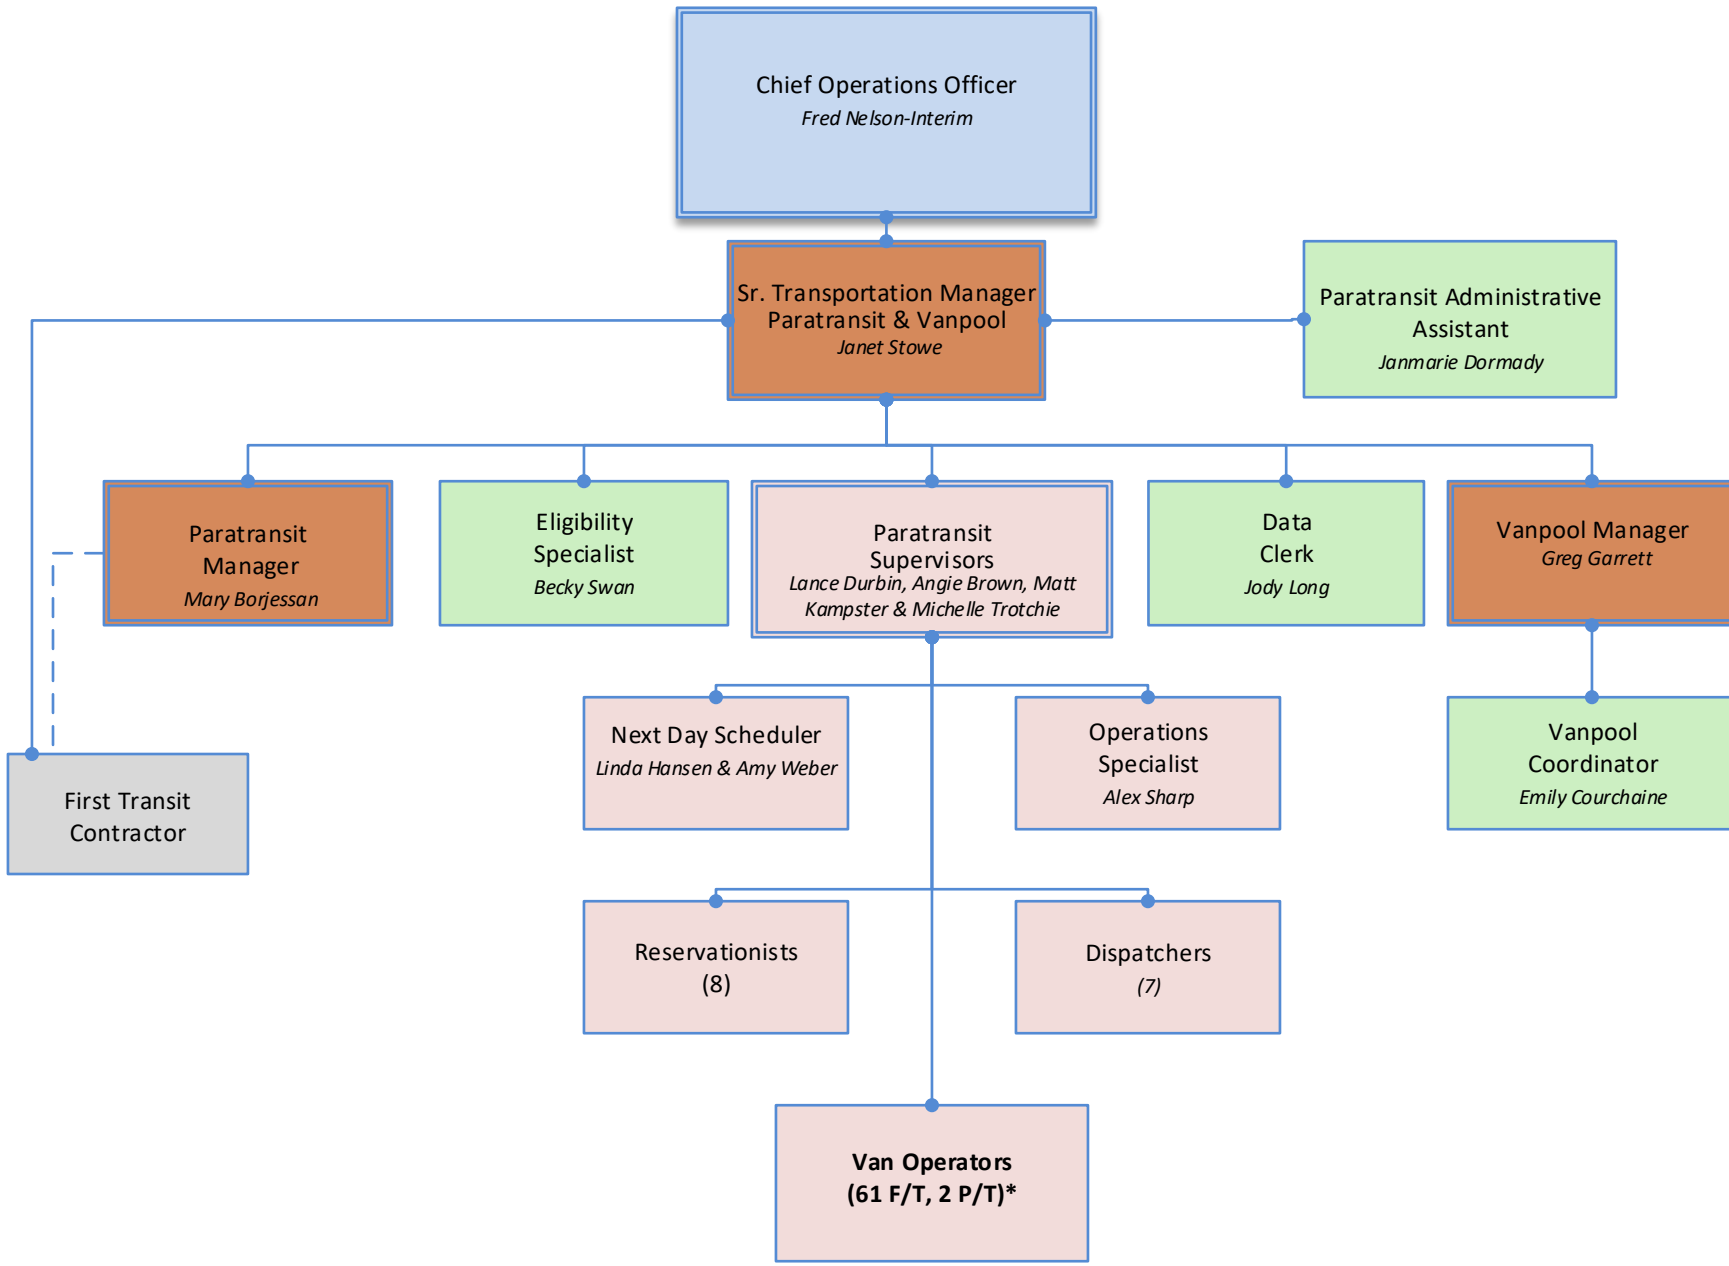 Chief Operations Officer
Fred Nelson-Interim
Sr. Transportation Manager
Paratransit & Vanpool
Janet Stowe
Paratransit Administrative
Assistant
Janmarie Dormady
Paratransit
Manager
Mary Borjessan
Eligibility
Specialist
Becky Swan
Paratransit
Supervisors
Lance Durbin, Angie Brown, Matt
Kampster & Michelle Trotchie
Data
Clerk
Jody Long
Vanpool Manager
Greg Garrett
Next Day Scheduler
Linda Hansen & Amy Weber
Operations
Specialist
Alex Sharp
Vanpool
Coordinator
Emily Courchaine
First Transit
Contractor
Reservationists
(8)
Dispatchers
(7)
Van Operators
(61 F/T, 2 P/T)*